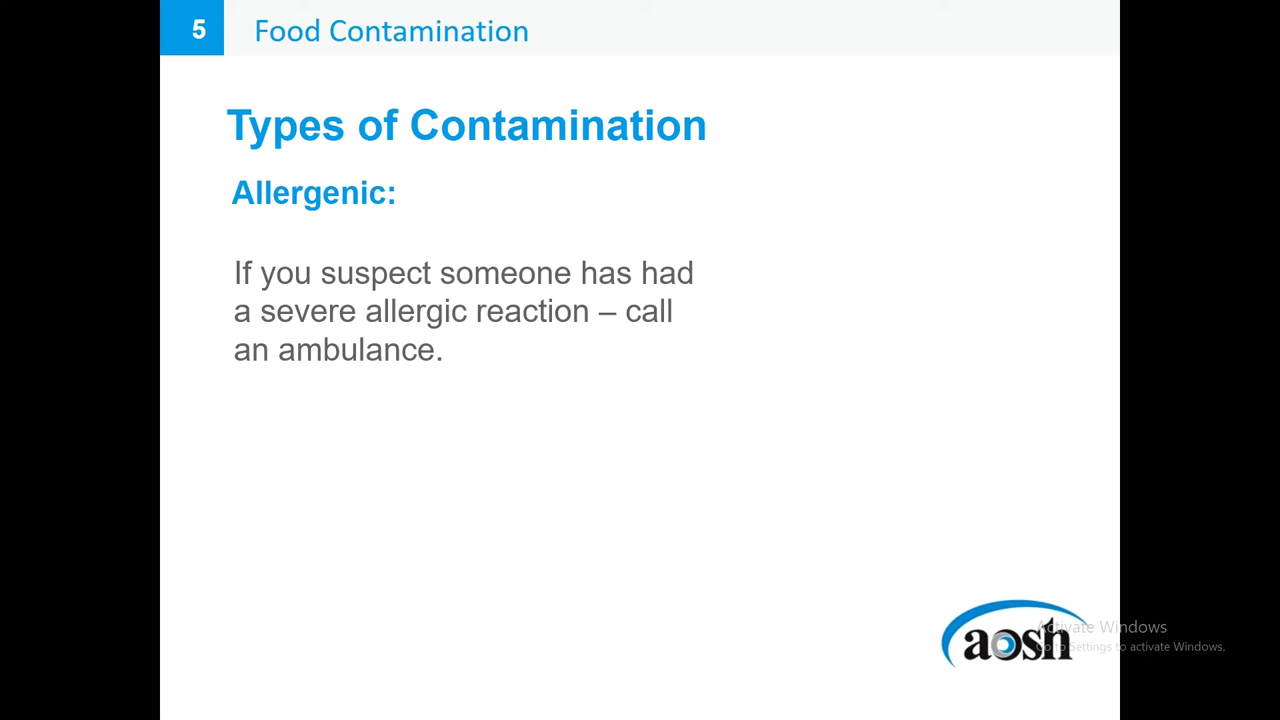 5 Food Contamination
Types of Contamination
Allergenic:
If you suspect someone has had
a severe allergic reaction – call
an ambulance.
aosh
Activate Windows
Go to Settings to activate Windows.